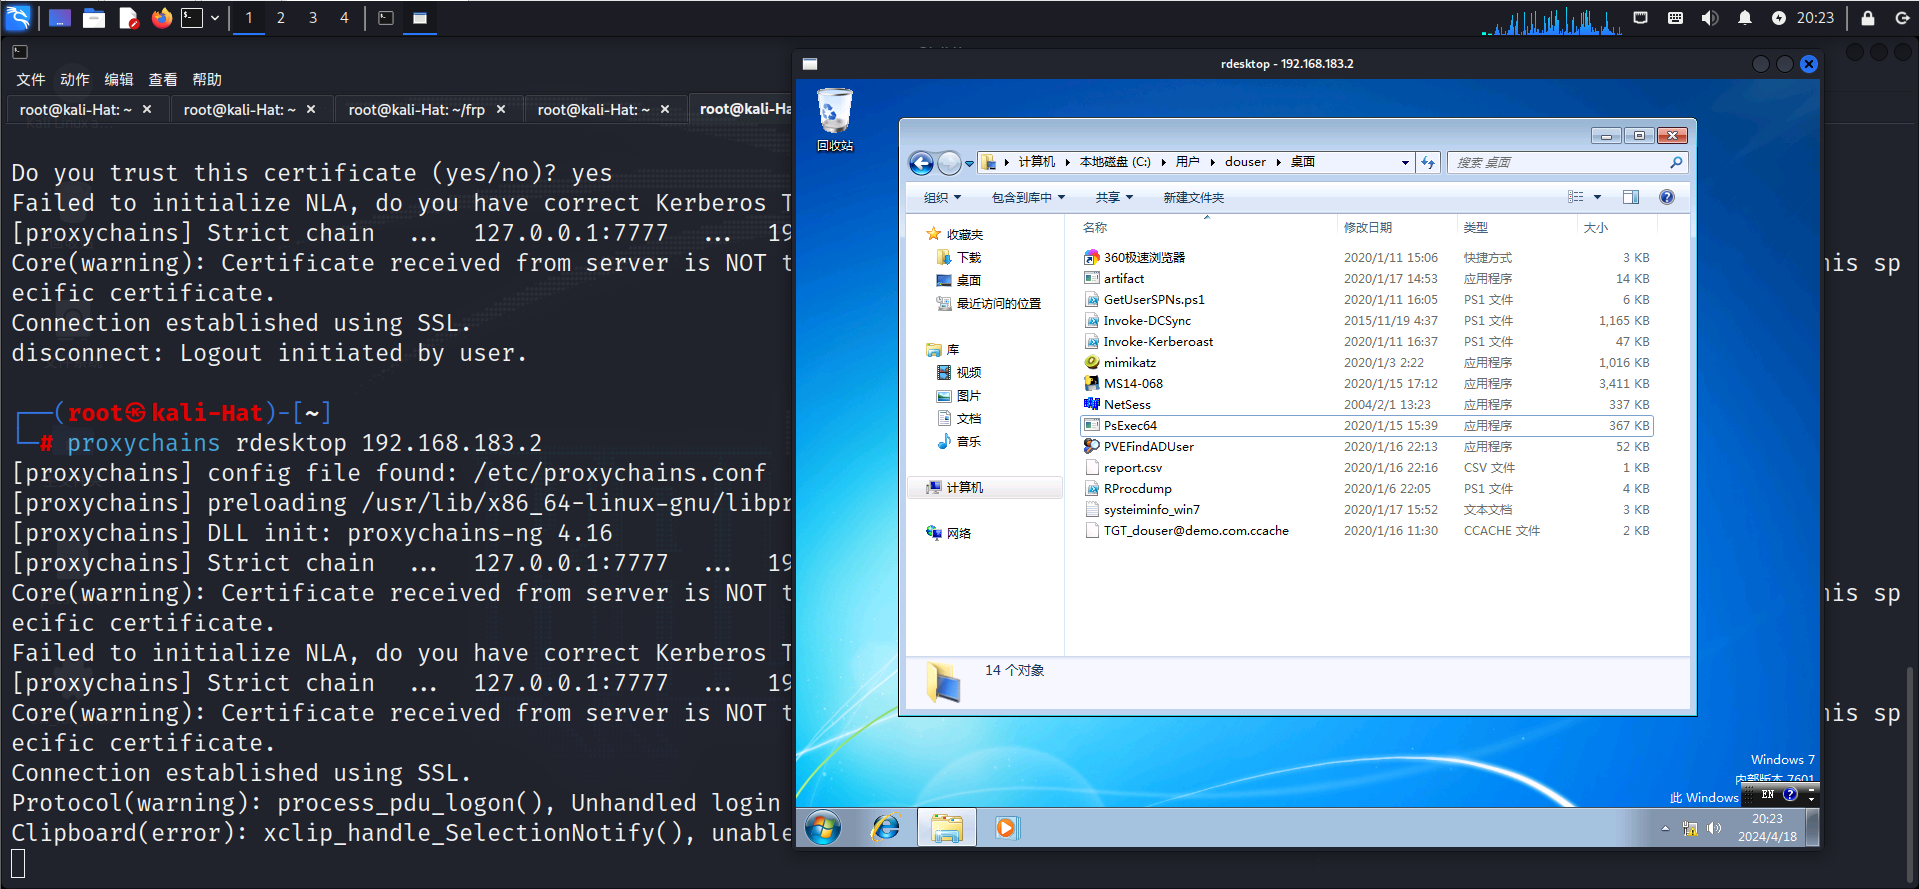 1 2 3 4
20:23
文件 动作 编辑 查看 帮助
root@kali-Hat: ~ × root@kali-Hat: ~ × root@kali-Hat: ~/frp × root@kali-Hat: ~ × root@kali-Ha
Do you trust this certificate (yes/no)? yes
Failed to initialize NLA, do you have correct Kerberos T
[proxychains] Strict chain ... 127.0.0.1:7777 ... 19
Core(warning): Certificate received from server is NOT t
his sp
ecific certificate.
Connection established using SSL.
disconnect: Logout initiated by user.
┌──(root㉿kali-Hat)-[~]
└─# proxychains rdesktop 192.168.183.2
[proxychains] config file found: /etc/proxychains.conf
[proxychains] preloading /usr/lib/x86_64-linux-gnu/libpr
[proxychains] DLL init: proxychains-ng 4.16
[proxychains] Strict chain ... 127.0.0.1:7777 ... 19
Core(warning): Certificate received from server is NOT t
his sp
ecific certificate.
Failed to initialize NLA, do you have correct Kerberos T
[proxychains] Strict chain ... 127.0.0.1:7777 ... 19
Core(warning): Certificate received from server is NOT t
his sp
ecific certificate.
Connection established using SSL.
Protocol(warning): process_pdu_logon(), Unhandled login
Clipboard(error): xclip_handle_SelectionNotify(), unable
rdesktop - 192.168.183.2
回收站
计算机 本地磁盘 (C:) 用户 douser 桌面
搜索 桌面
组织 包含到库中 共享 新建文件夹
收藏夹
下载
桌面
最近访问的位置
库
视频
图片
文档
音乐
计算机
网络
名称 修改日期 类型 大小
360极速浏览器 2020/1/11 15:06 快捷方式 3 KB
artifact 2020/1/17 14:53 应用程序 14 KB
GetUserSPNs.ps1 2020/1/11 16:05 PS1 文件 6 KB
Invoke-DCSync 2015/11/19 4:37 PS1 文件 1,165 KB
Invoke-Kerberoast 2020/1/11 16:37 PS1 文件 47 KB
mimikatz 2020/1/3 2:22 应用程序 1,016 KB
MS14-068 2020/1/15 17:12 应用程序 3,411 KB
NetSess 2004/2/1 13:23 应用程序 337 KB
PsExec64 2020/1/15 15:39 应用程序 367 KB
PVEFindADUser 2020/1/16 22:13 应用程序 52 KB
report.csv 2020/1/16 22:16 CSV 文件 1 KB
RProcdump 2020/1/6 22:05 PS1 文件 4 KB
systeiminfo_win7 2020/1/17 15:52 文本文档 3 KB
TGT_douser@demo.com.ccache 2020/1/16 11:30 CCACHE 文件 2 KB
14 个对象
Windows 7
内部版本 7601
此 Windows
EN
20:23
2024/4/18